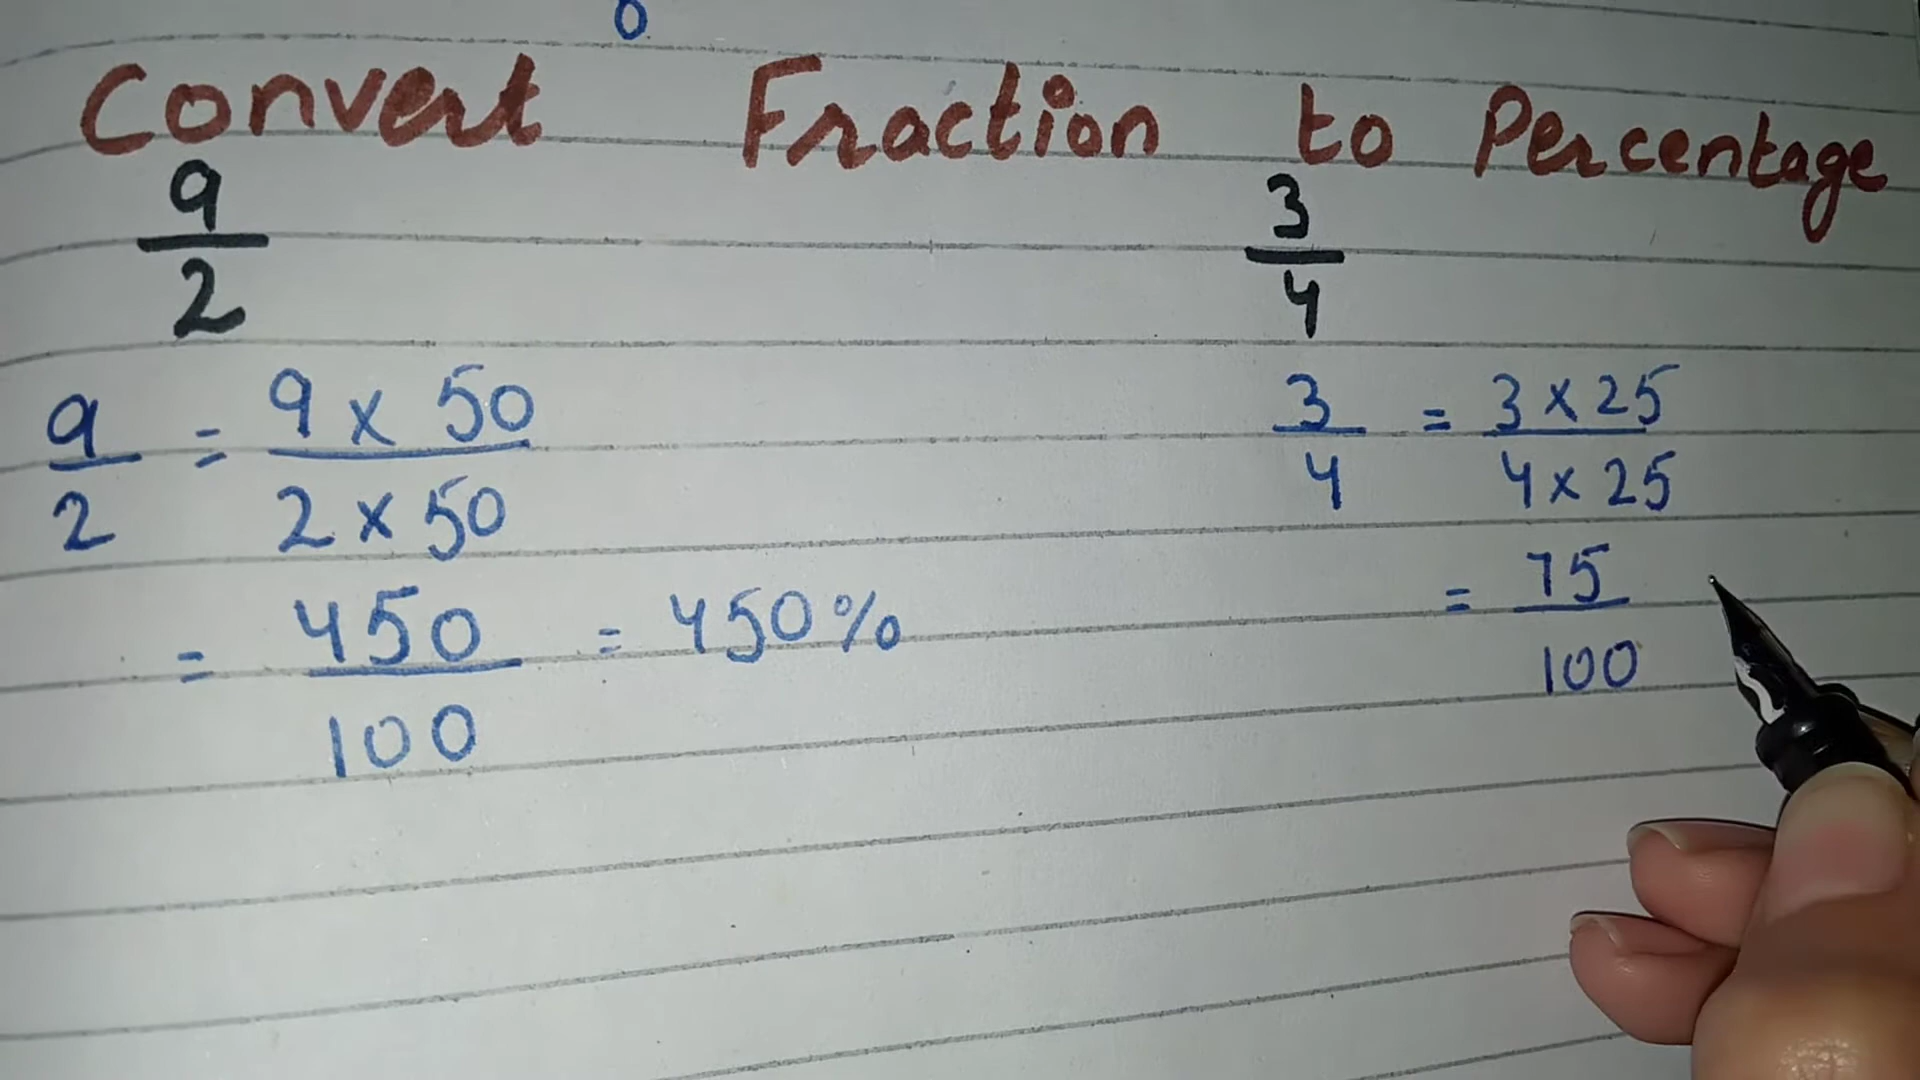 0
Convert Fraction to Percentage
9/2
9/2 = 9 x 50 / 2 x 50
= 450/100 = 450%
3/4
3/4 = 3 x 25 / 4 x 25
= 75/100